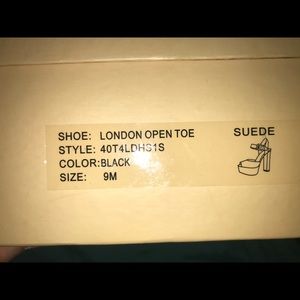 SHOE: LONDON OPEN TOE SUEDE
STYLE: 40T4LDHS1S
COLOR:BLACK
SIZE: 9M